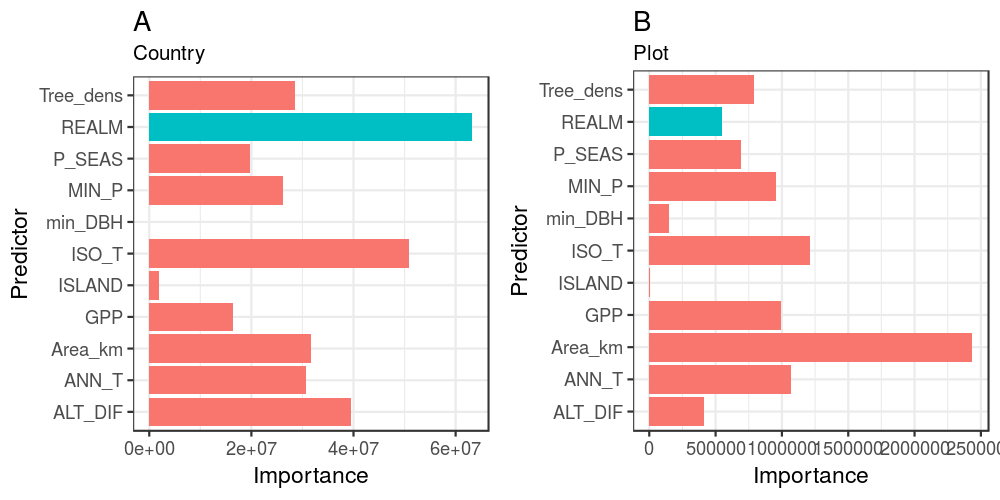 A
Country
Predictor
Tree_dens
REALM
P_SEAS
MIN_P
min_DBH
ISO_T
ISLAND
GPP
Area_km
ANN_T
ALT_DIF
0e+00 2e+07 4e+07 6e+07
Importance
B
Plot
Predictor
Tree_dens
REALM
P_SEAS
MIN_P
min_DBH
ISO_T
ISLAND
GPP
Area_km
ANN_T
ALT_DIF
0 500000 1000000 1500000 2000000 250000
Importance